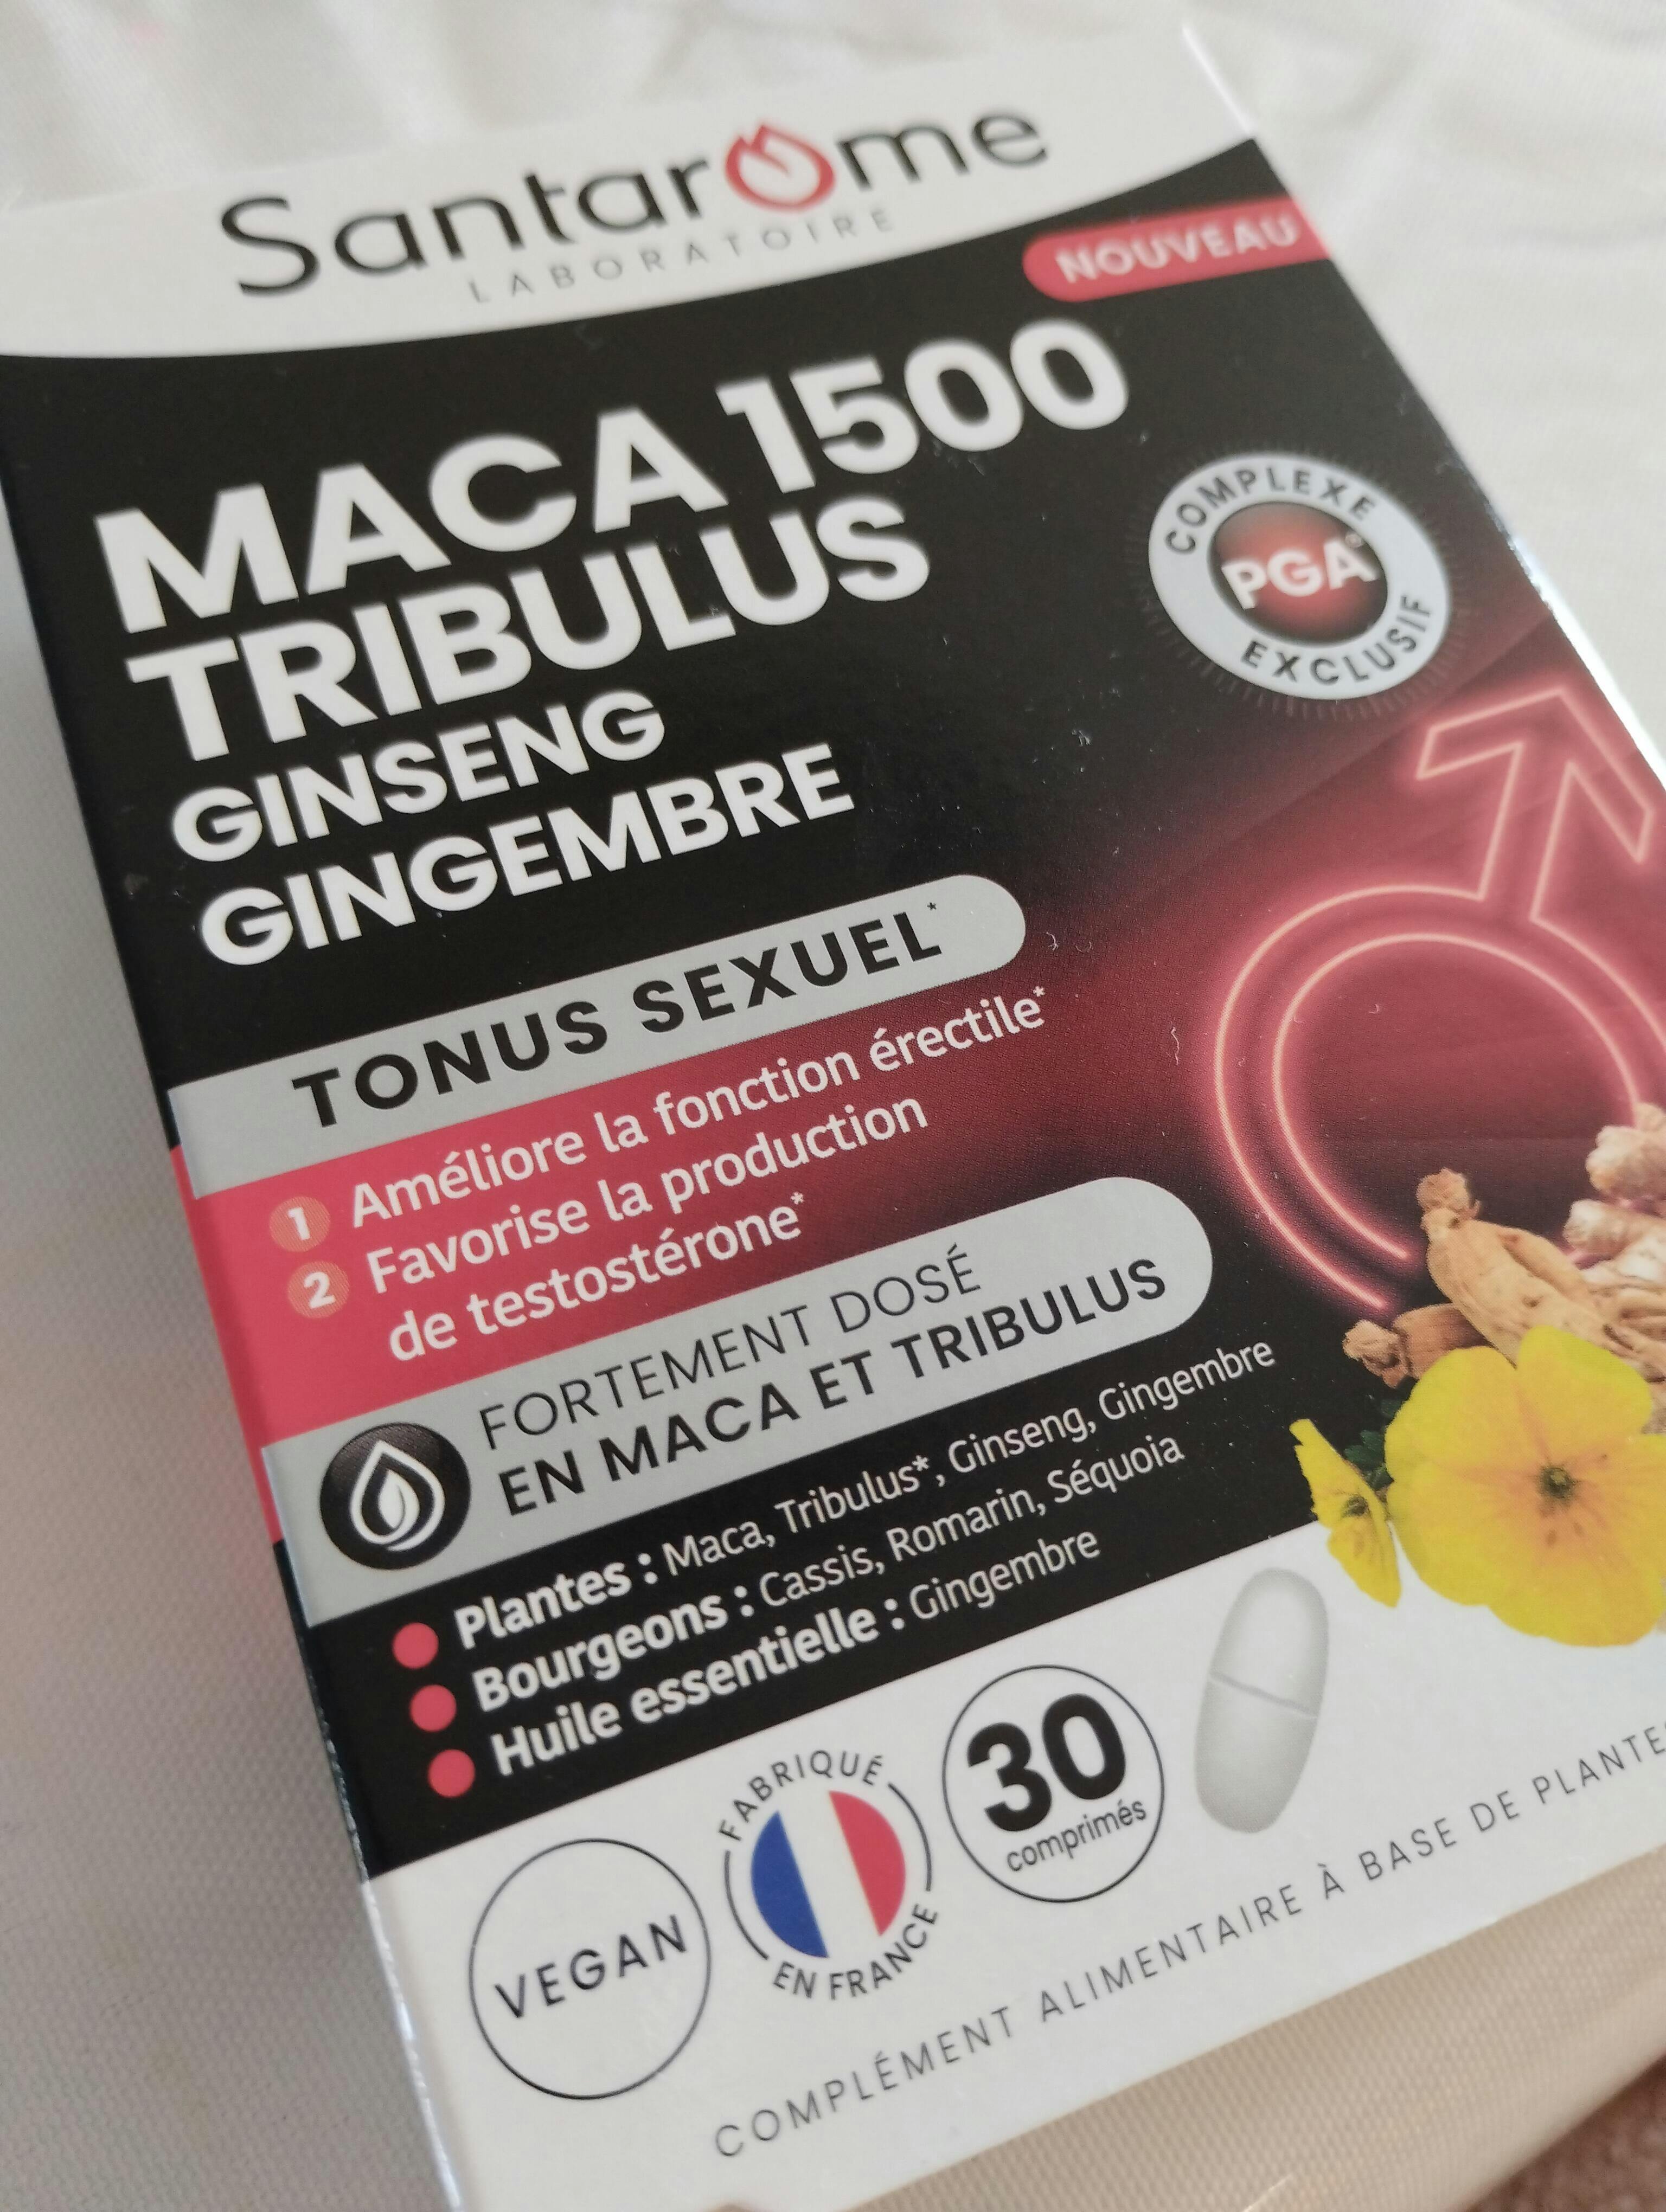 Santarome
LABORATOIRE
NOUVEAU
MACA 1500
TRIBULUS
GINSENG
GINGEMBRE
COMPLEXE
PGA®
EXCLUSIF
TONUS SEXUEL*
1 Améliore la fonction érectile*
2 Favorise la production
de testostérone*
FORTEMENT DOSÉ
EN MACA ET TRIBULUS
Plantes : Maca, Tribulus*, Ginseng, Gingembre
Bourgeons : Cassis, Romarin, Séquoia
Huile essentielle : Gingembre
VEGAN
FABRIQUÉ
EN FRANCE
30
comprimés
COMPLÉMENT ALIMENTAIRE À BASE DE PLANTES